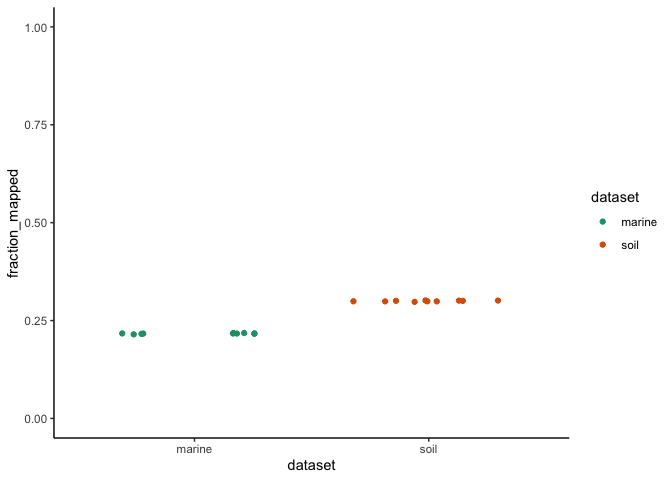 1.00
0.75
0.50
0.25
0.00
fraction_mapped
marine
soil
dataset
dataset
marine
soil